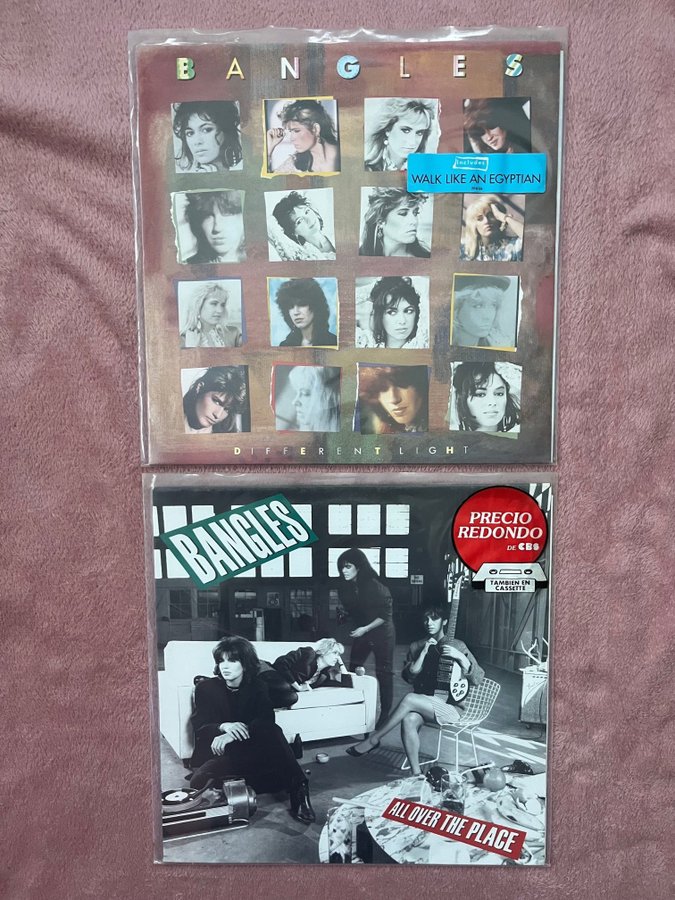 BANGLES
includes
WALK LIKE AN EGYPTIAN
DIFFERENT LIGHT
BANGLES
PRECIO
REDONDO
DE CBS
TAMBIEN EN
CASSETTE
ALL OVER THE PLACE